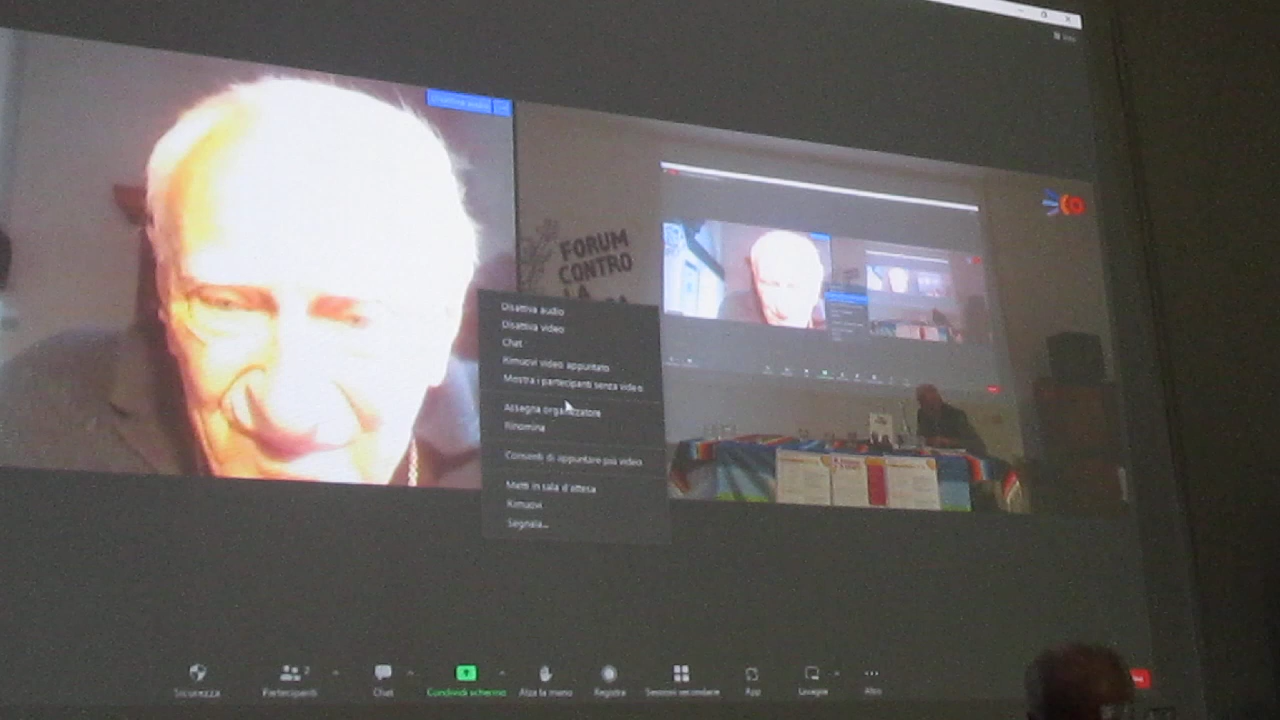 Disattiva audio
FORUM
CONTRO
LA
Disattiva audio
Disattiva video
Chat
Rimuovi video appuntato
Mostra i partecipanti senza video
Assegna organizzatore
Rinomina
Consenti di appuntare più video
Metti in sala d'attesa
Rimuovi
Segnala...
Sicurezza
Partecipanti
2
Chat
Condividi schermo
Alza la mano
Registra
Sessioni secondarie
App
Lavagne
Altro